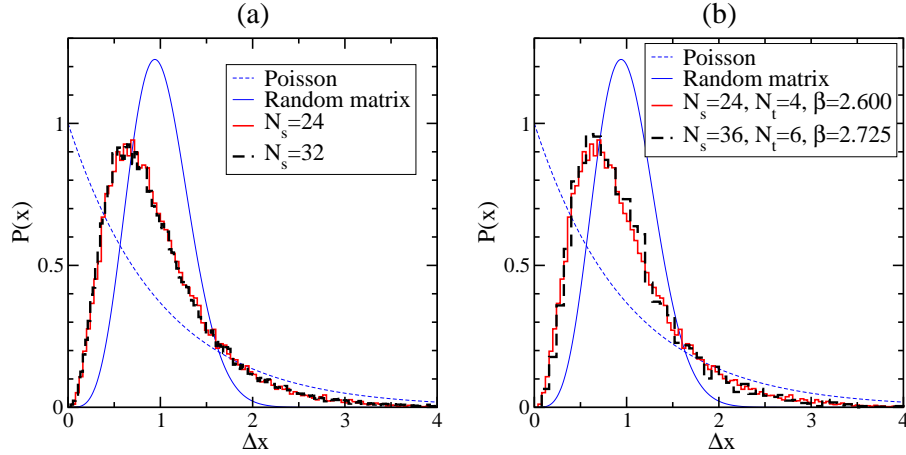 (a)
Poisson
Random matrix
N_s=24
N_s=32
P(x)
1
0.5
0
0 1 2 3 4
Δx
(b)
Poisson
Random matrix
N_s=24, N_t=4, β=2.600
N_s=36, N_t=6, β=2.725
P(x)
1
0.5
0
0 1 2 3 4
Δx